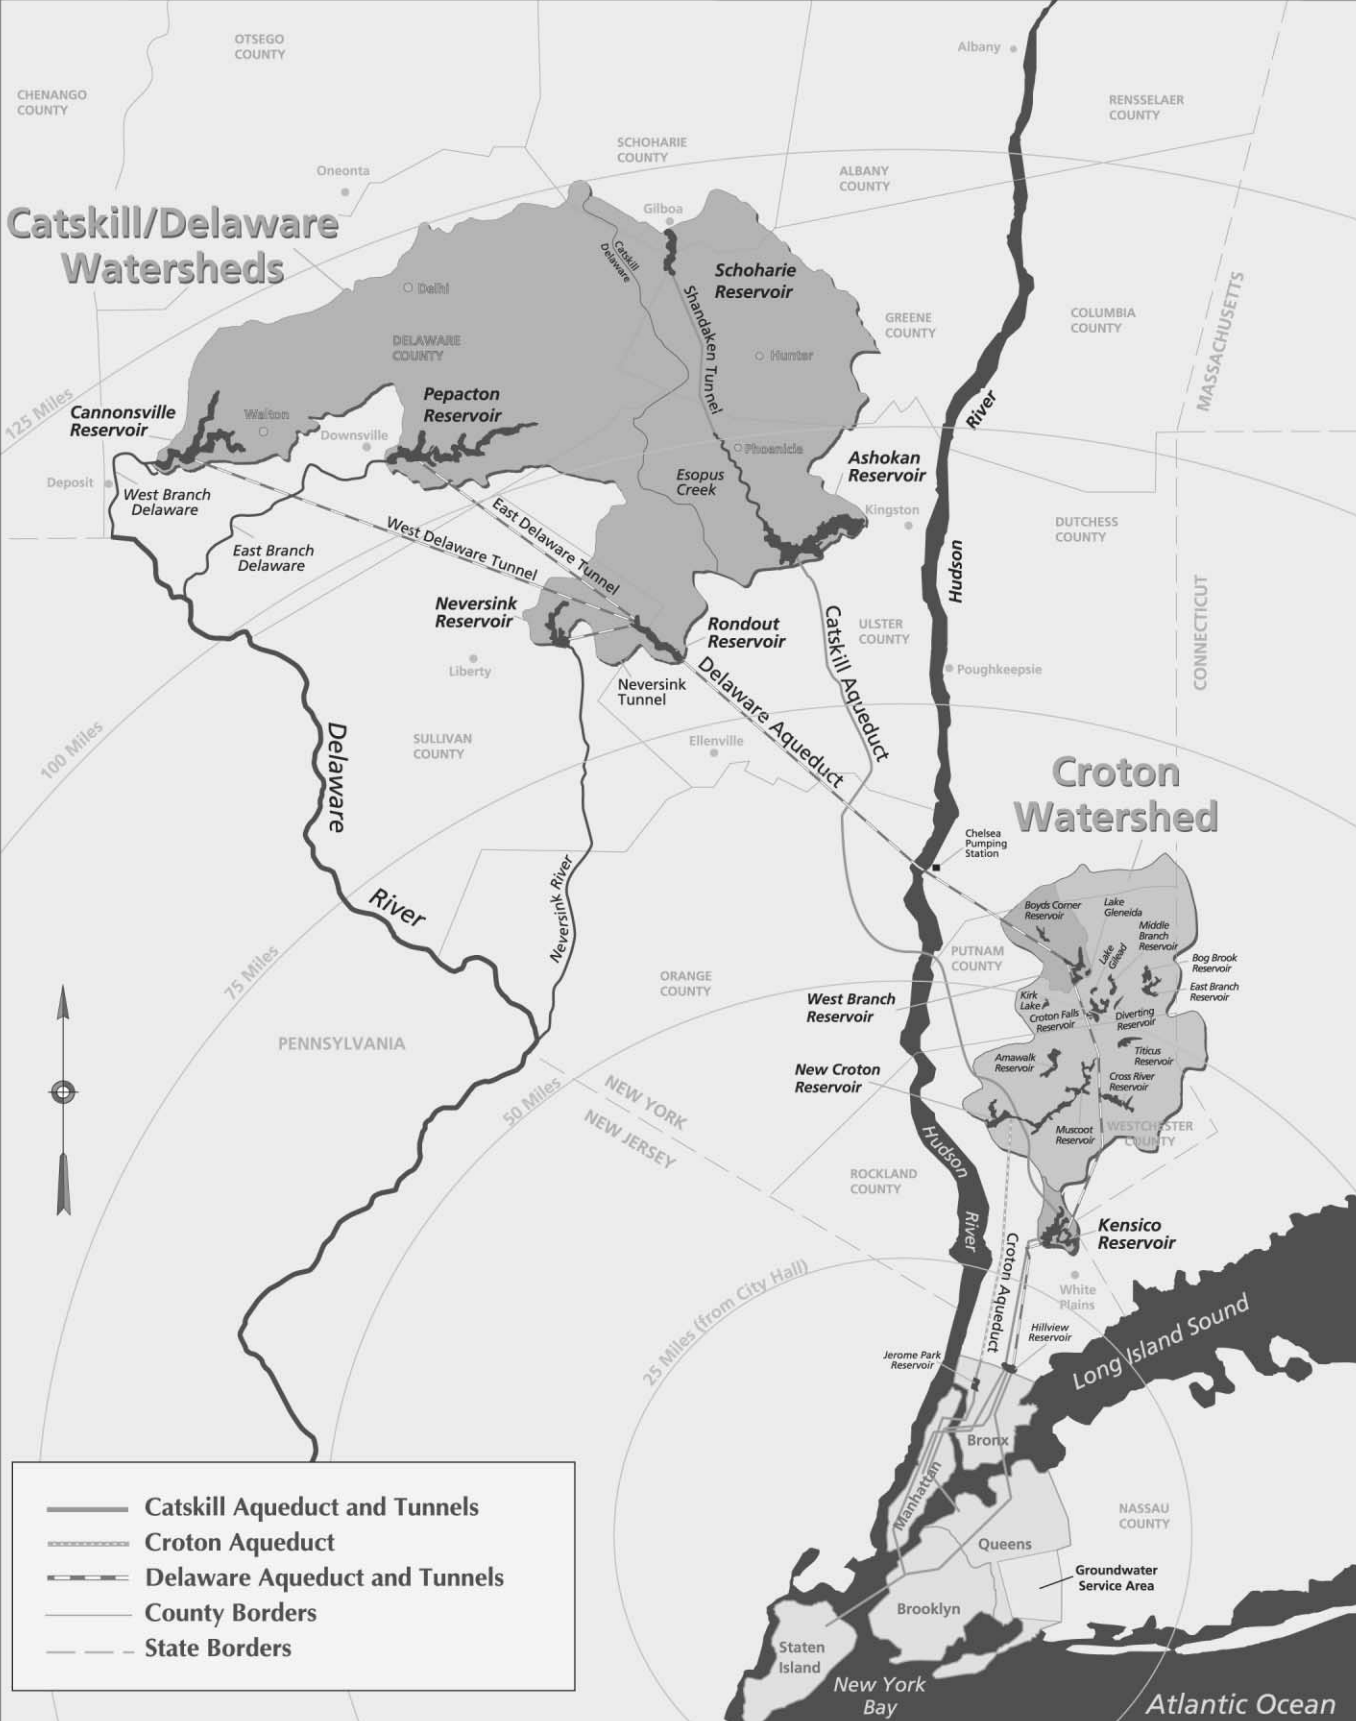 OTSEGO
COUNTY
Albany
CHENANGO
COUNTY
RENSSELAER
COUNTY
SCHOHARIE
COUNTY
Oneonta
ALBANY
COUNTY
Catskill/Delaware
Watersheds
Gilboa
Catskill
Delaware
Schoharie
Reservoir
Delhi
Shandaken Tunnel
MASSACHUSETTS
GREENE
COUNTY
COLUMBIA
COUNTY
DELAWARE
COUNTY
Hunter
125 Miles
Pepacton
Reservoir
Cannonsville
Reservoir
Walton
Downsville
River
Phoenicia
Ashokan
Reservoir
Deposit
West Branch
Delaware
Esopus
Creek
Kingston
East Delaware Tunnel
West Delaware Tunnel
DUTCHESS
COUNTY
East Branch
Delaware
Hudson
CONNECTICUT
Neversink
Reservoir
Rondout
Reservoir
Catskill Aqueduct
ULSTER
COUNTY
Liberty
Poughkeepsie
Neversink
Tunnel
Delaware Aqueduct
100 Miles
Delaware
SULLIVAN
COUNTY
Ellenville
Croton
Watershed
Chelsea
Pumping
Station
River
Neversink River
Boyds Corner
Reservoir
Lake
Gleneida
Middle
Branch
Reservoir
Lake
Gilead
75 Miles
PUTNAM
COUNTY
Bog Brook
Reservoir
ORANGE
COUNTY
East Branch
Reservoir
West Branch
Reservoir
Kirk
Lake
Croton Falls
Reservoir
Diverting
Reservoir
PENNSYLVANIA
Amawalk
Reservoir
Titicus
Reservoir
New Croton
Reservoir
Cross River
Reservoir
50 Miles
NEW YORK
NEW JERSEY
Muscoot
Reservoir
WESTCHESTER
COUNTY
Hudson
River
ROCKLAND
COUNTY
Kensico
Reservoir
Croton Aqueduct
25 Miles (from City Hall)
White
Plains
Hillview
Reservoir
Jerome Park
Reservoir
Long Island Sound
Bronx
Manhattan
NASSAU
COUNTY
Queens
Groundwater
Service Area
Brooklyn
Staten
Island
New York
Bay
Atlantic Ocean
Catskill Aqueduct and Tunnels
Croton Aqueduct
Delaware Aqueduct and Tunnels
County Borders
State Borders